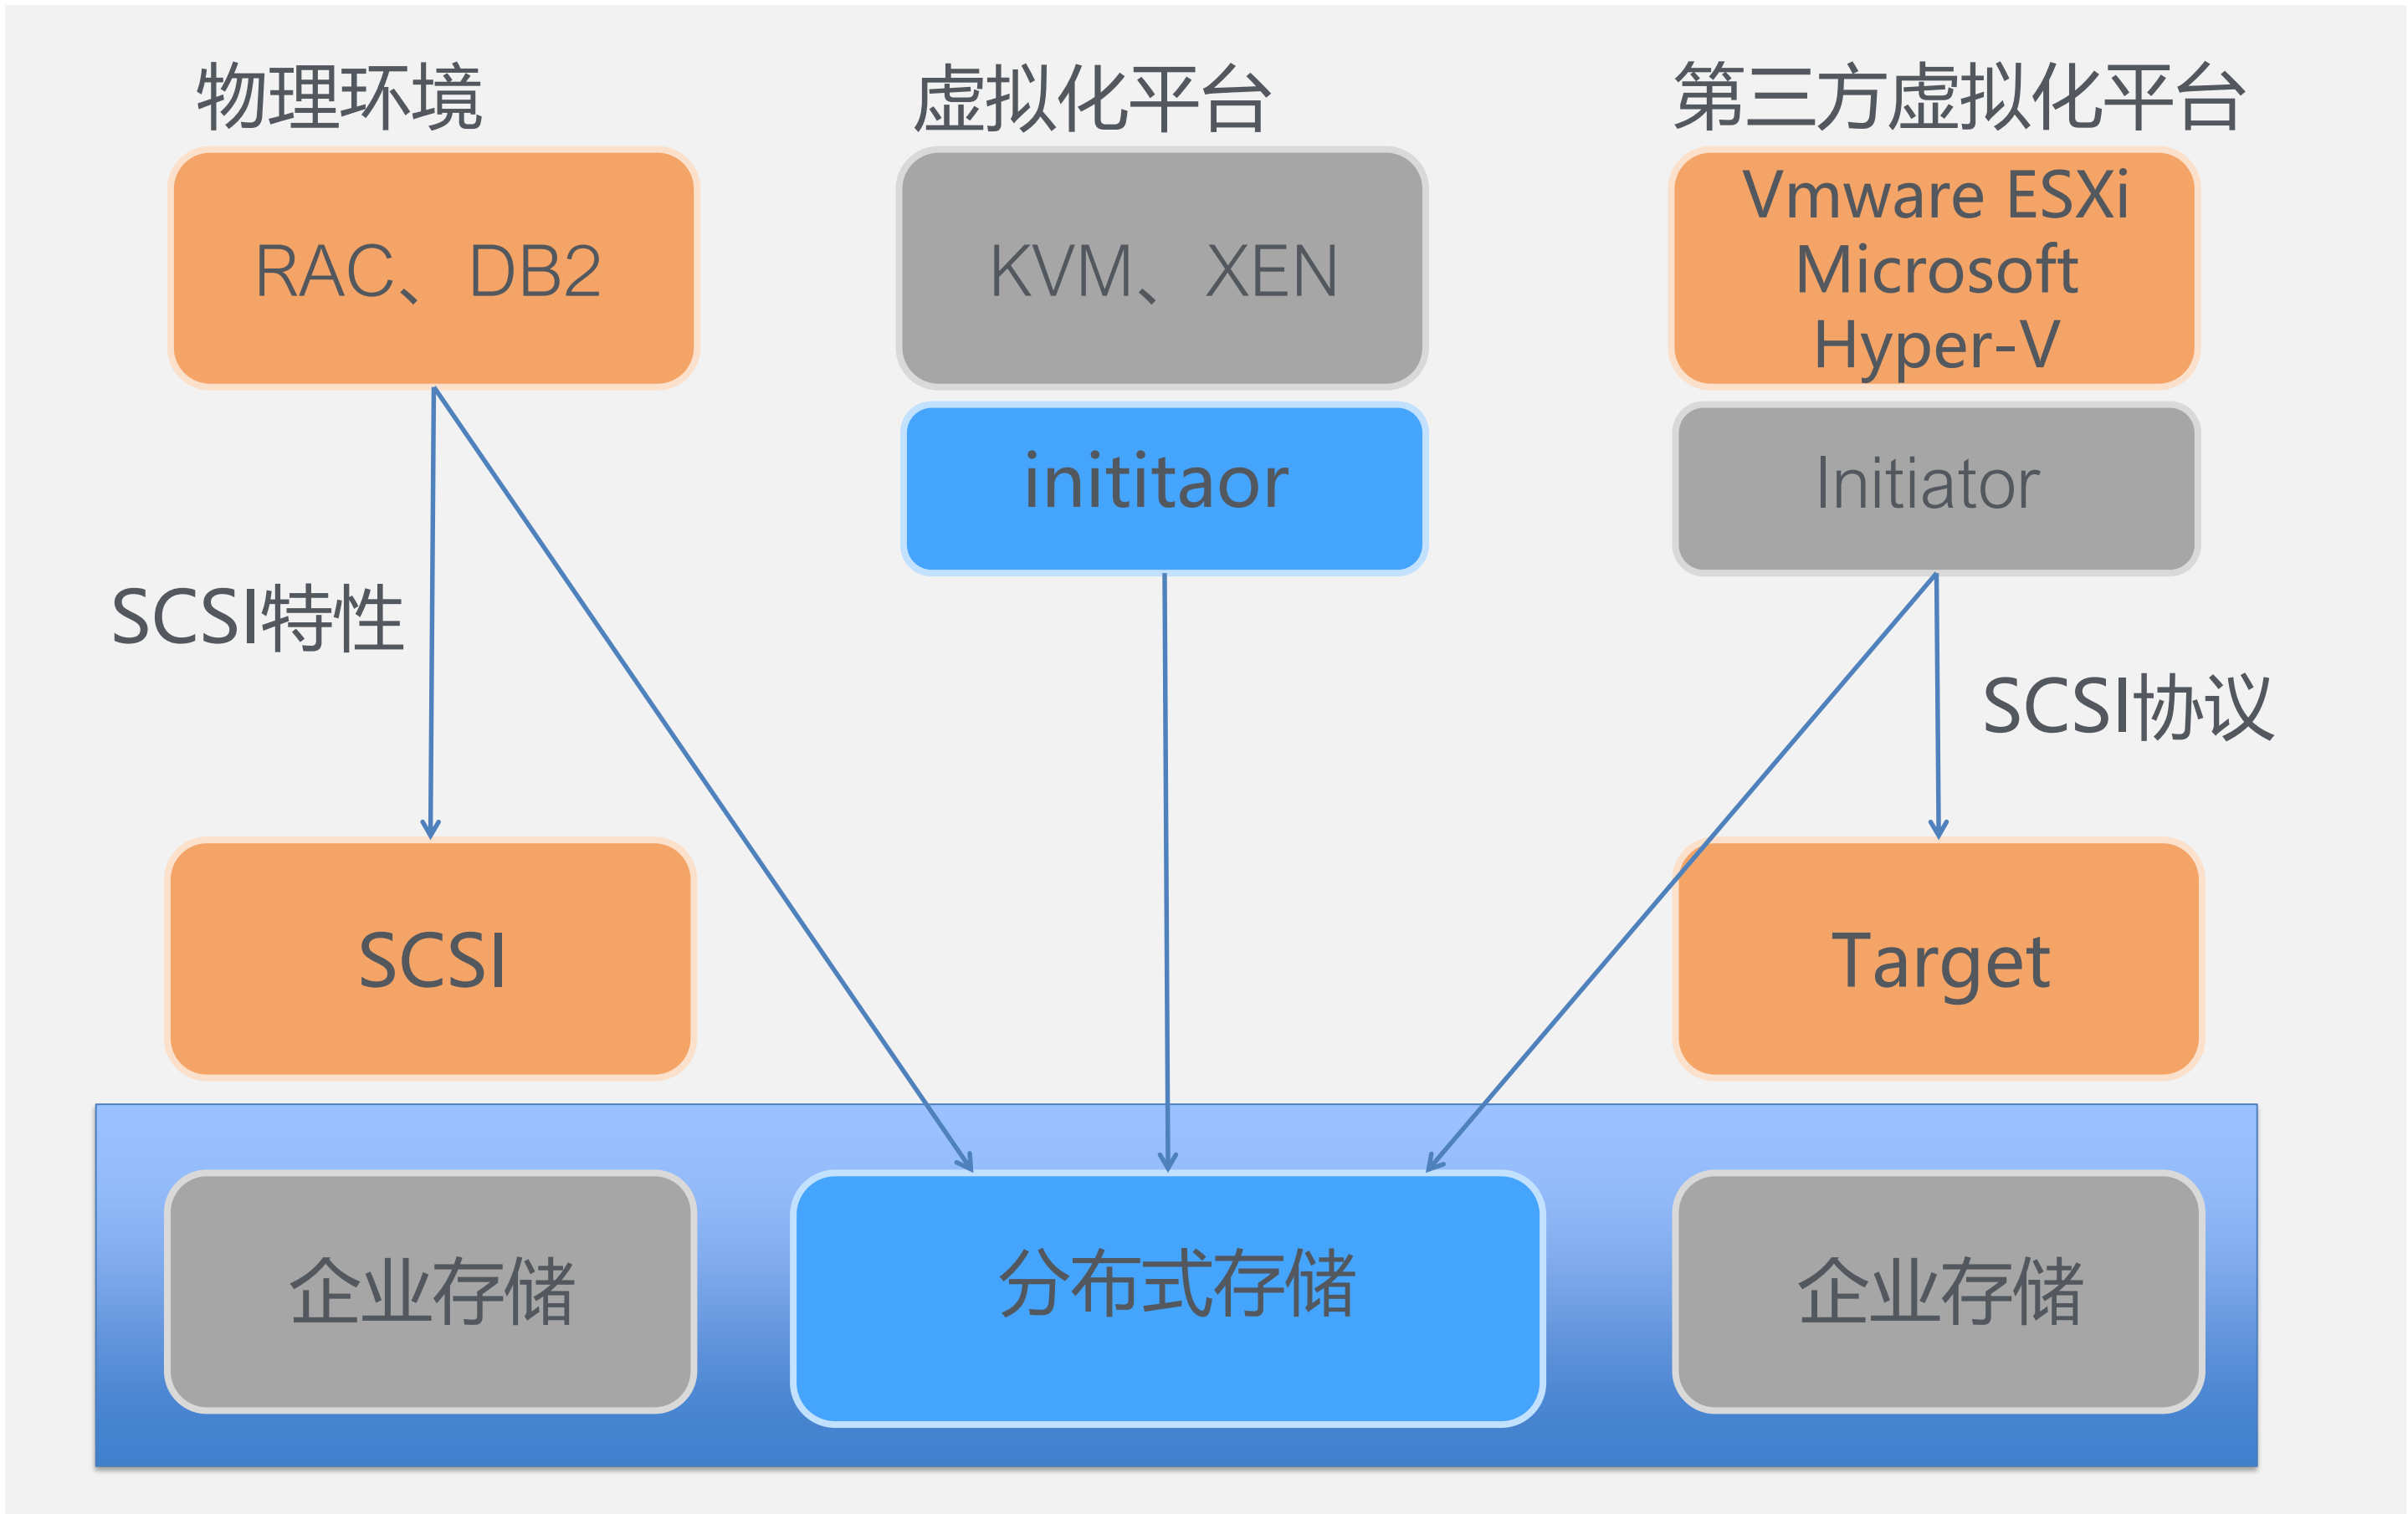 物理环境
虚拟化平台
第三方虚拟化平台
RAC、DB2
KVM、XEN
Vmware ESXi
Microsoft
Hyper-V
inititaor
Initiator
SCSI特性
SCSI协议
SCSI
Target
企业存储
分布式存储
企业存储